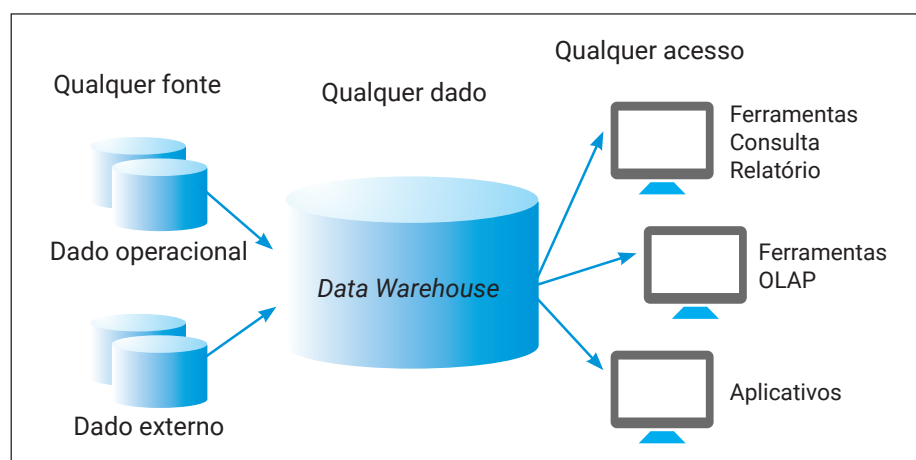 Qualquer fonte
Dado operacional
Dado externo
Qualquer dado
Data Warehouse
Qualquer acesso
Ferramentas
Consulta
Relatório
Ferramentas
OLAP
Aplicativos